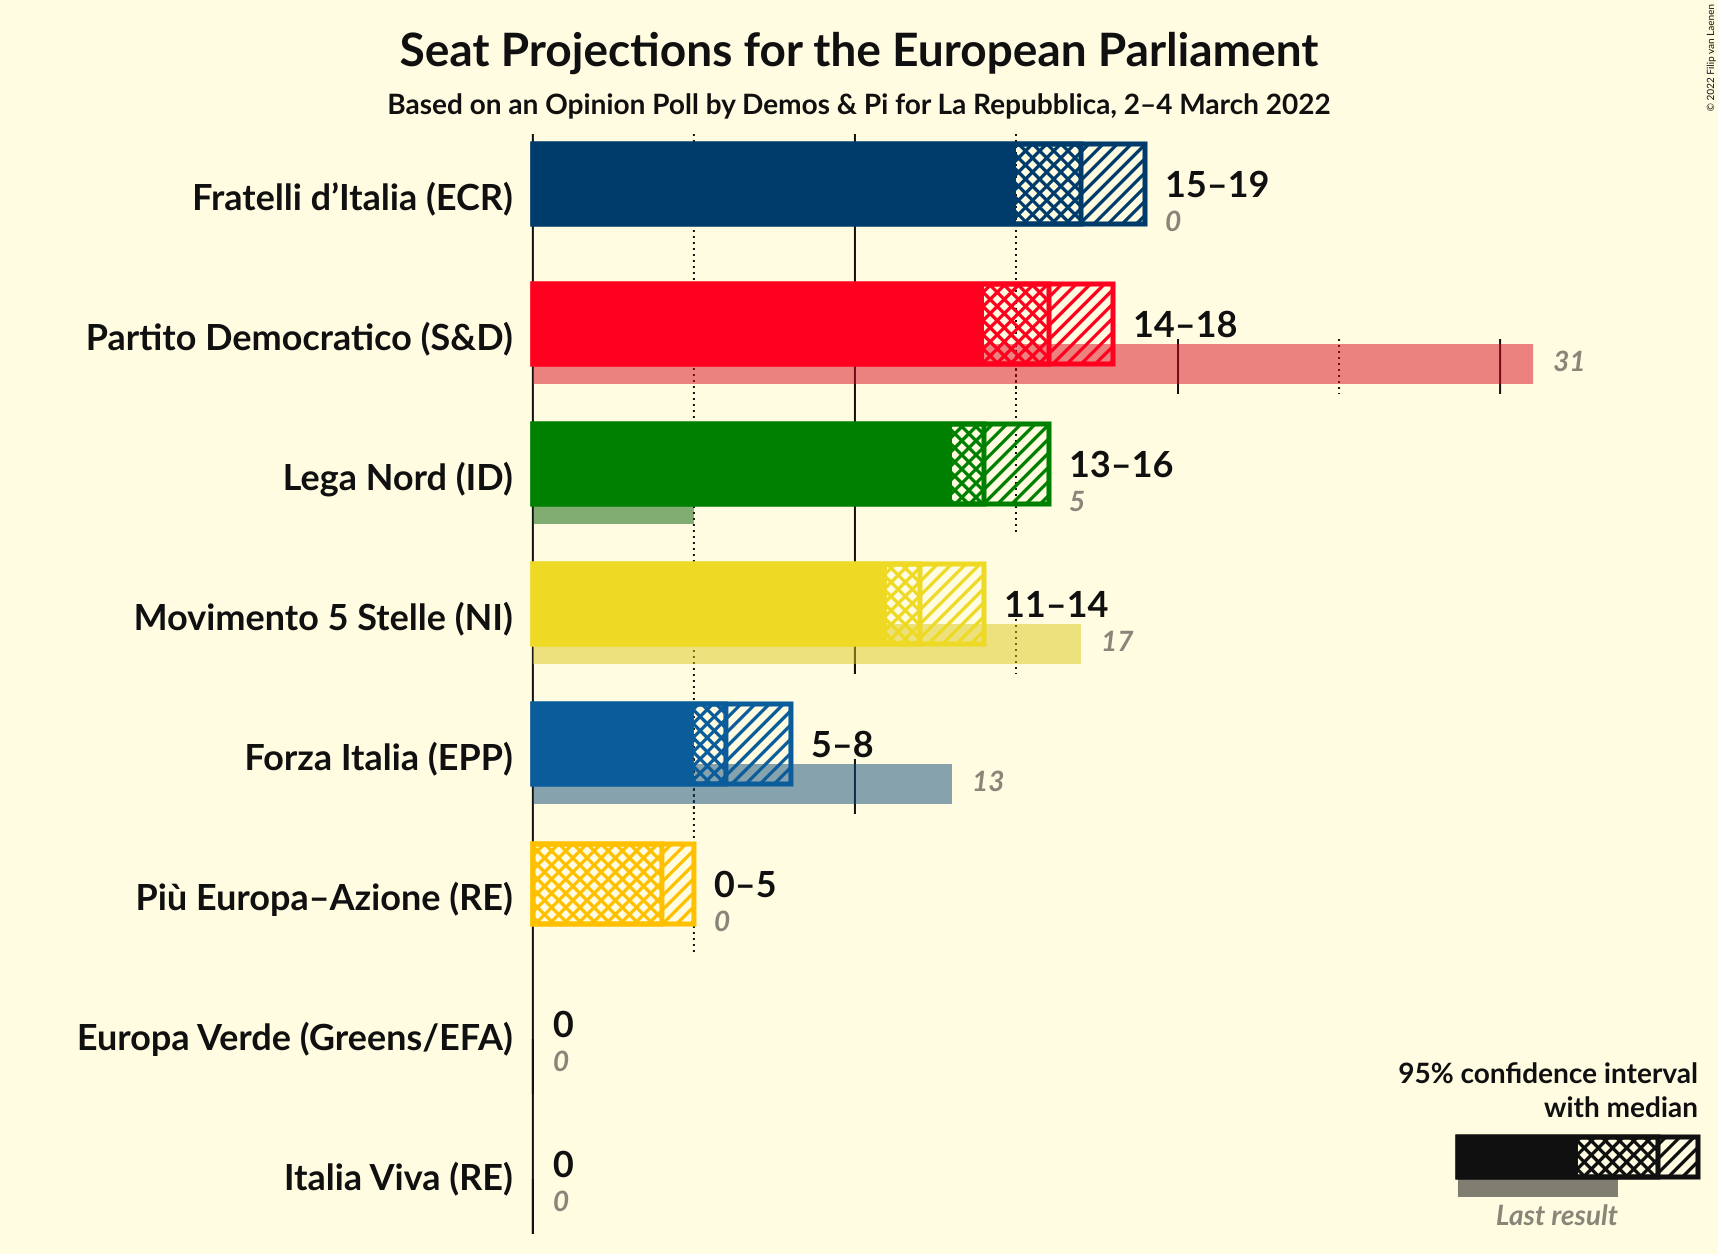 Seat Projections for the European Parliament
Based on an Opinion Poll by Demos & Pi for La Repubblica, 2–4 March 2022
© 2022 Filip van Laenen
Fratelli d’Italia (ECR)
15–19
0
Partito Democratico (S&D)
14–18
31
Lega Nord (ID)
13–16
5
Movimento 5 Stelle (NI)
11–14
17
Forza Italia (EPP)
5–8
13
Più Europa–Azione (RE)
0–5
0
Europa Verde (Greens/EFA)
0
0
Italia Viva (RE)
0
0
95% confidence interval
with median
Last result